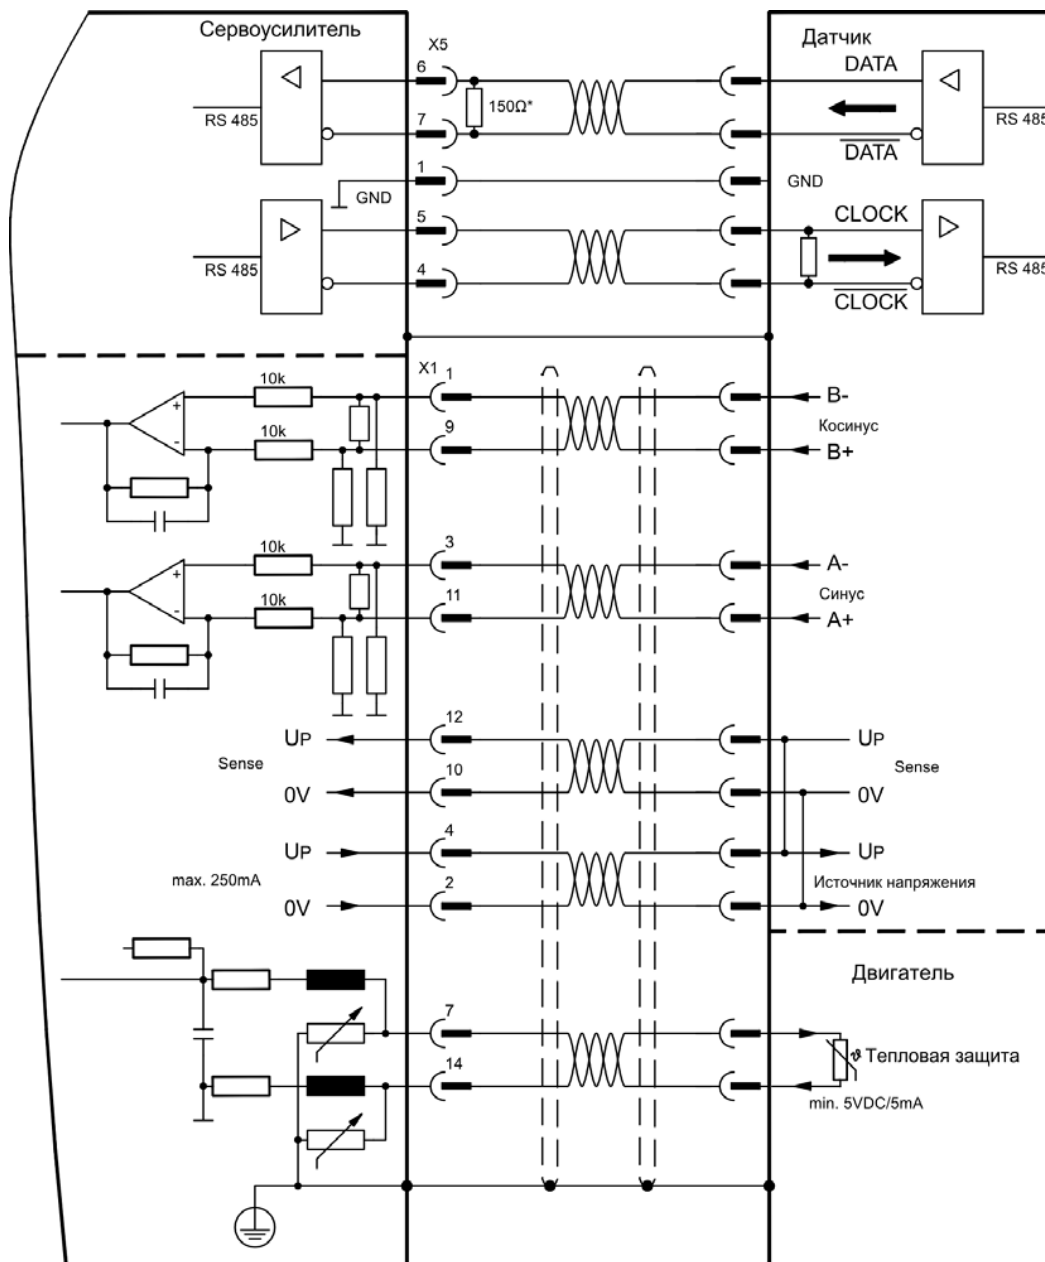 Сервоусилитель
X5
Датчик
6
DATA
150Ω*
RS 485
RS 485
7
DATA
1
GND
GND
5
CLOCK
RS 485
RS 485
4
CLOCK
X1
1
10k
B-
Косинус
10k
9
B+
3
10k
A-
Синус
10k
11
A+
12
UP
UP
Sense
Sense
10
0V
0V
4
UP
UP
max. 250mA
Источник напряжения
2
0V
0V
Двигатель
7
ϑ Тепловая защита
14
min. 5VDC/5mA